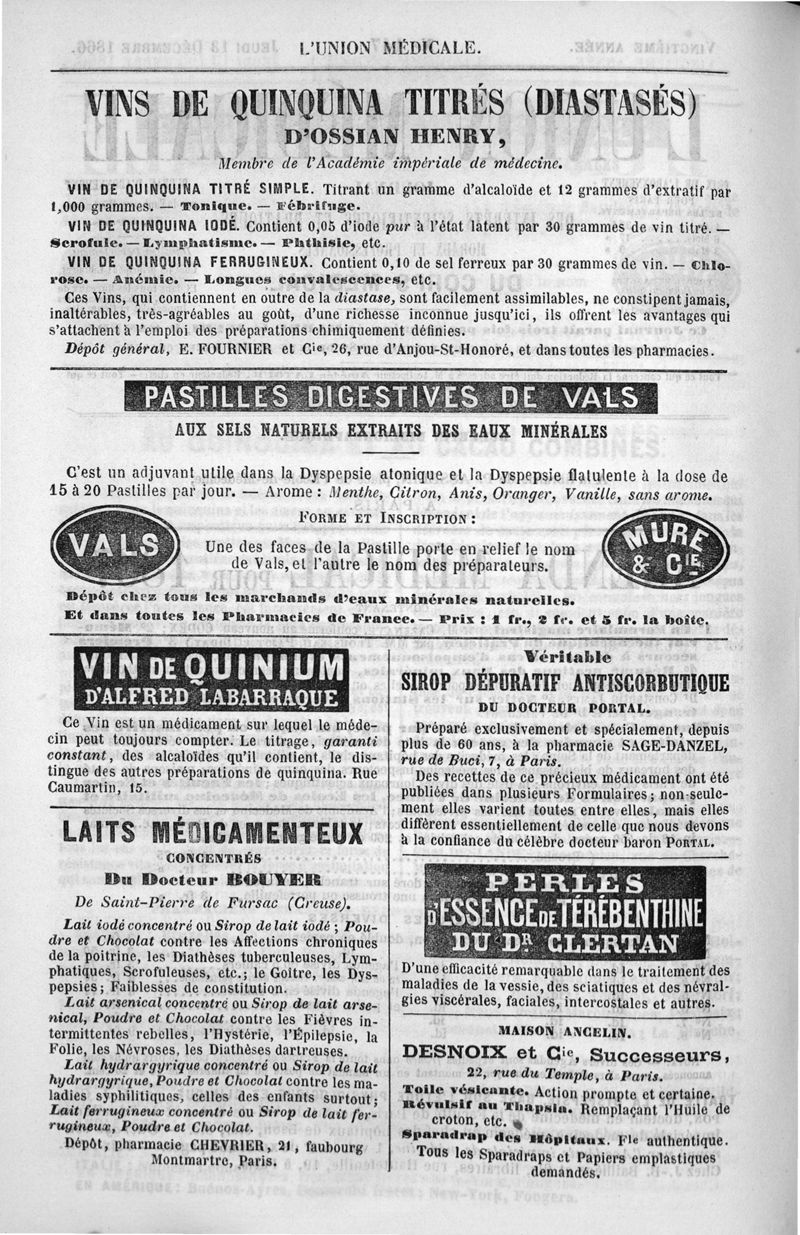 L'UNION MÉDICALE.
VINS DE QUINQUINA TITRÉS (DIASTASÉS)
D'OSSIAN HENRY,
Membre de l'Académie impériale de médecine.
VIN DE QUINQUINA TITRÉ SIMPLE. Titrant un gramme d'alcaloïde et 12 grammes d'extratif par
1,000 grammes. — Tonique. — Fébrifuge.
VIN DE QUINQUINA IODÉ. Contient 0,05 d'iode pur à l'état latent par 30 grammes de vin titré. —
Scrofule. — Lymphatisme. — Phthisie, etc.
VIN DE QUINQUINA FERRUGINEUX. Contient 0,10 de sel ferreux par 30 grammes de vin. — Chlo-
rose. — Anémie. — Longues convalescences, etc.
Ces Vins, qui contiennent en outre de la diastase, sont facilement assimilables, ne constipent jamais,
inaltérables, très-agréables au goût, d'une richesse inconnue jusqu'ici, ils offrent les avantages qui
s'attachent à l'emploi des préparations chimiquement définies.
Dépôt général, E. FOURNIER et Cie, 26, rue d'Anjou-St-Honoré, et dans toutes les pharmacies.
PASTILLES DIGESTIVES DE VALS
AUX SELS NATURELS EXTRAITS DES EAUX MINÉRALES
C'est un adjuvant utile dans la Dyspepsie atonique et la Dyspepsie flatulente à la dose de
15 à 20 Pastilles par jour. — Arome : Menthe, Citron, Anis, Oranger, Vanille, sans arome.
FORME ET INSCRIPTION :
VALS
Une des faces de la Pastille porte en relief le nom
de Vals, et l'autre le nom des préparateurs.
MURE
& CIE
Dépôt chez tous les marchands d'eaux minérales naturelles.
Et dans toutes les Pharmacies de France. — Prix : 1 fr., 2 fr. et 5 fr. la boîte.
VIN DE QUINIUM
D'ALFRED LABARRAQUE
Ce Vin est un médicament sur lequel le méde-
cin peut toujours compter. Le titrage, garanti
constant, des alcaloïdes qu'il contient, le dis-
tingue des autres préparations de quinquina. Rue
Caumartin, 15.
LAITS MÉDICAMENTEUX
CONCENTRÉS
Du Docteur BOUYER
De Saint-Pierre de Fursac (Creuse).
Lait iodé concentré ou Sirop de lait iodé ; Pou-
dre et Chocolat contre les Affections chroniques
de la poitrine, les Diathèses tuberculeuses, Lym-
phatiques, Scrofuleuses, etc.; le Goître, les Dys-
pepsies ; Faiblesses de constitution.
Lait arsenical concentré ou Sirop de lait arse-
nical, Poudre et Chocolat contre les Fièvres in-
termittentes rebelles, l'Hystérie, l'Épilepsie, la
Folie, les Névroses, les Diathèses dartreuses.
Lait hydrargyrique concentré ou Sirop de lait
hydrargyrique, Poudre et Chocolat contre les ma-
ladies syphilitiques, celles des enfants surtout ;
Lait ferrugineux concentré ou Sirop de lait fer-
rugineux, Poudre et Chocolat.
Dépôt, pharmacie CHEVRIER, 21, faubourg
Montmartre, Paris.
Véritable
SIROP DÉPURATIF ANTISCORBUTIQUE
DU DOCTEUR PORTAL.
Préparé exclusivement et spécialement, depuis
plus de 60 ans, à la pharmacie SAGE-DANZEL,
rue de Buci, 7, à Paris.
Des recettes de ce précieux médicament ont été
publiées dans plusieurs Formulaires ; non-seule-
ment elles varient toutes entre elles, mais elles
diffèrent essentiellement de celle que nous devons
à la confiance du célèbre docteur baron PORTAL.
PERLES
D'ESSENCE DE TÉRÉBENTHINE
DU DR CLERTAN
D'une efficacité remarquable dans le traitement des
maladies de la vessie, des sciatiques et des névral-
gies viscérales, faciales, intercostales et autres.
MAISON ANCELIN.
DESNOIX et Cie, Successeurs,
22, rue du Temple, à Paris.
Toile vésicante. Action prompte et certaine.
Révulsif au Thapsia. Remplaçant l'Huile de
croton, etc.
Sparadrap des Hôpitaux. Fle authentique.
Tous les Sparadraps et Papiers emplastiques
demandés.